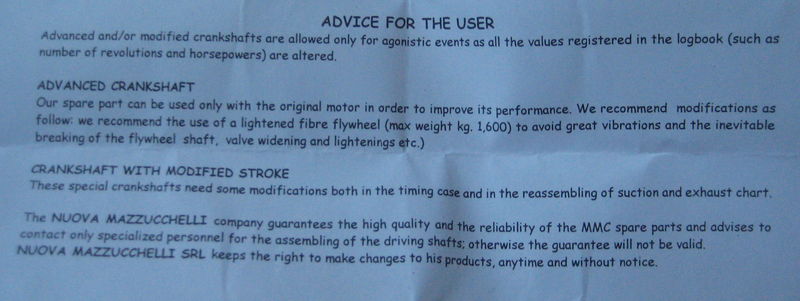 ADVICE FOR THE USER
Advanced and/or modified crankshafts are allowed only for agonistic events as all the values registered in the logbook (such as
number of revolutions and horsepowers) are altered.
ADVANCED CRANKSHAFT
Our spare part can be used only with the original motor in order to improve its performance. We recommend modifications as
follow: we recommend the use of a lightened fibre flywheel (max weight kg. 1,600) to avoid great vibrations and the inevitable
breaking of the flywheel shaft, valve widening and lightenings etc.)
CRANKSHAFT WITH MODIFIED STROKE
These special crankshafts need some modifications both in the timing case and in the reassembling of suction and exhaust chart.
The NUOVA MAZZUCCHELLI company guarantees the high quality and the reliability of the MMC spare parts and advises to
contact only specialized personnel for the assembling of the driving shafts; otherwise the guarantee will not be valid.
NUOVA MAZZUCCHELLI SRL keeps the right to make changes to his products, anytime and without notice.